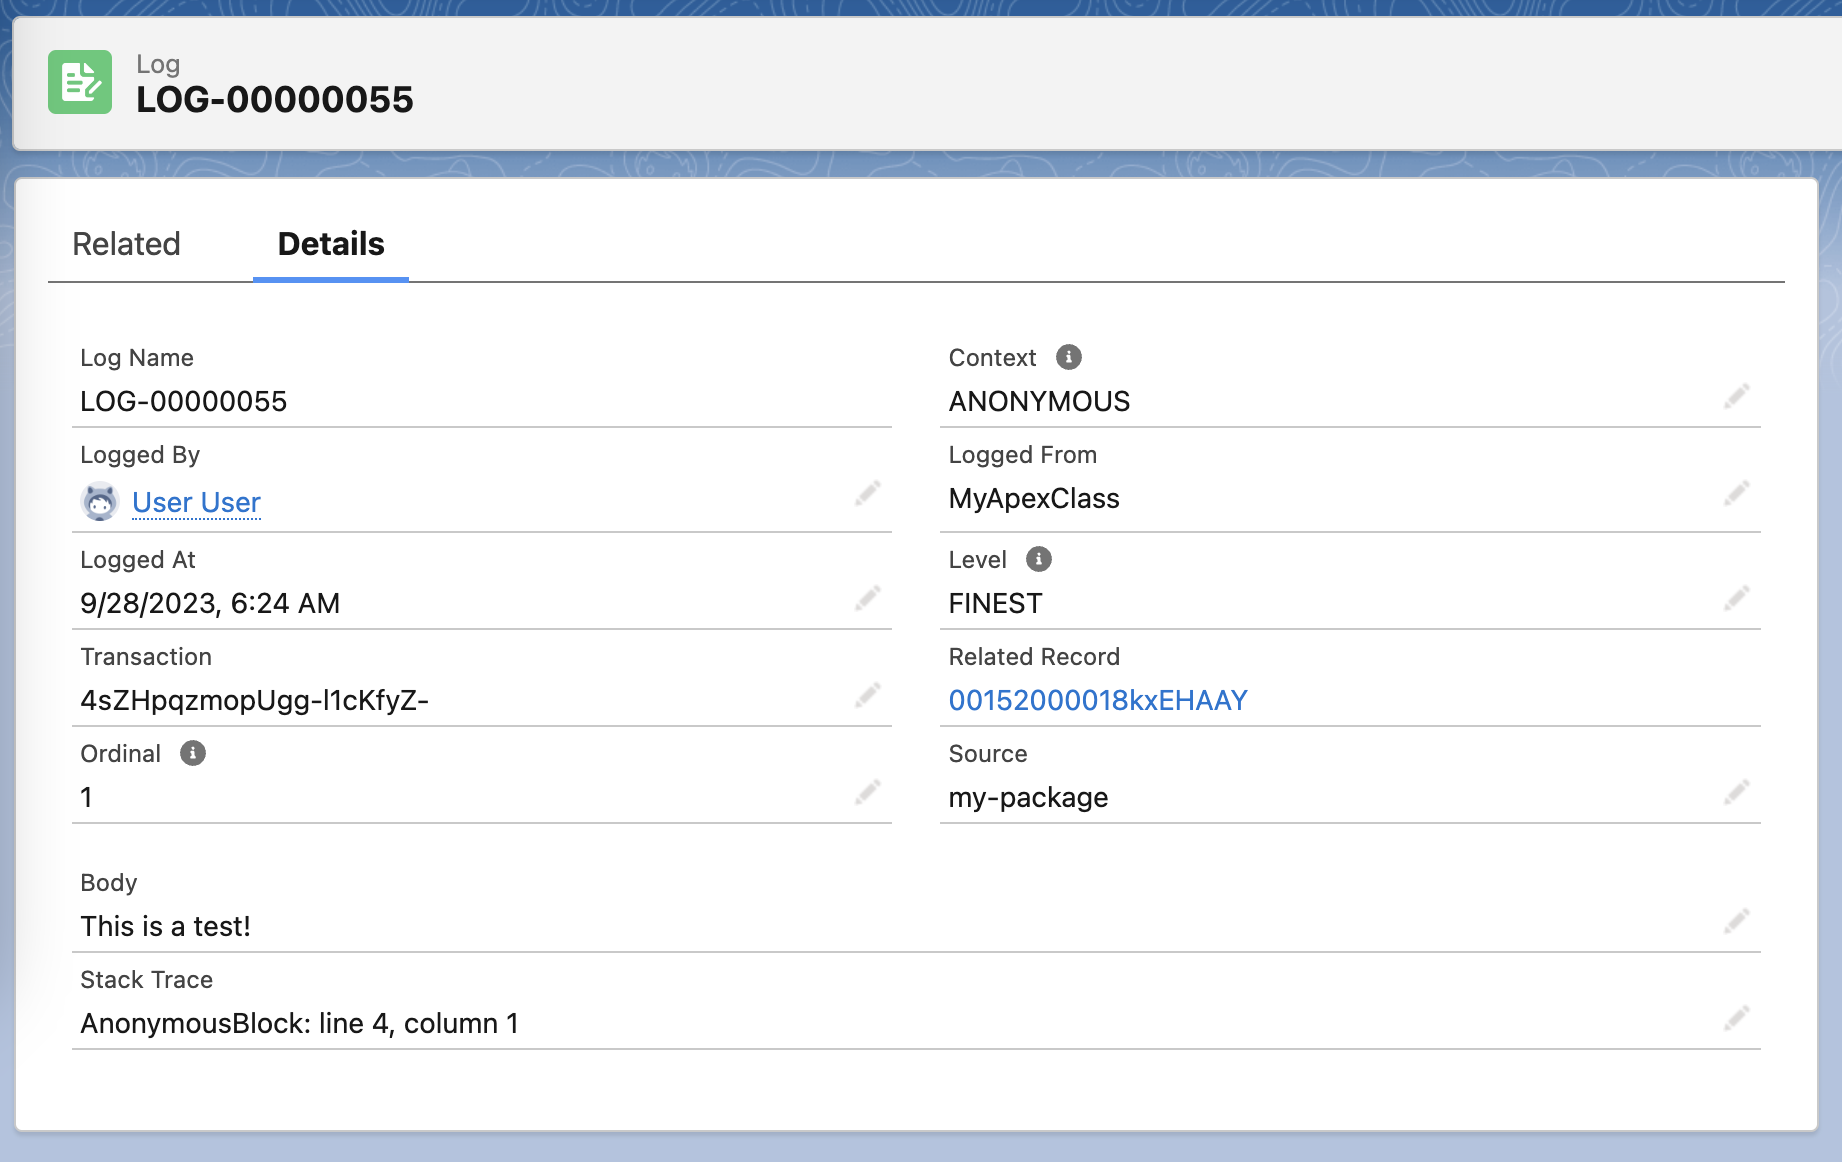 Log
LOG-00000055
Related
Details
Log Name
LOG-00000055
Context
ANONYMOUS
Logged By
User User
Logged From
MyApexClass
Logged At
9/28/2023, 6:24 AM
Level
FINEST
Transaction
4sZHpqzmopUgg-l1cKfyZ-
Related Record
00152000018kxEHAAY
Ordinal
1
Source
my-package
Body
This is a test!
Stack Trace
AnonymousBlock: line 4, column 1